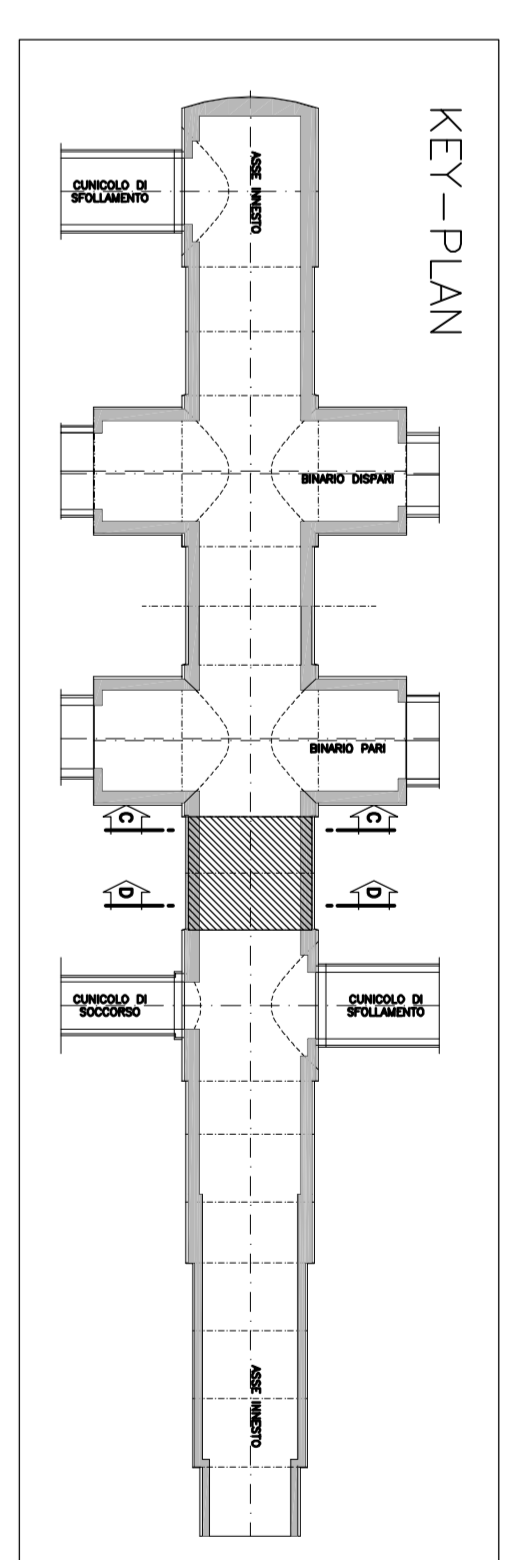 KEY-PLAN
CUNICOLO DI
SFOLLAMENTO
ASSE INNESTO
BINARIO DISPARI
BINARIO PARI
C
C
D
D
CUNICOLO DI
SOCCORSO
CUNICOLO DI
SFOLLAMENTO
ASSE INNESTO